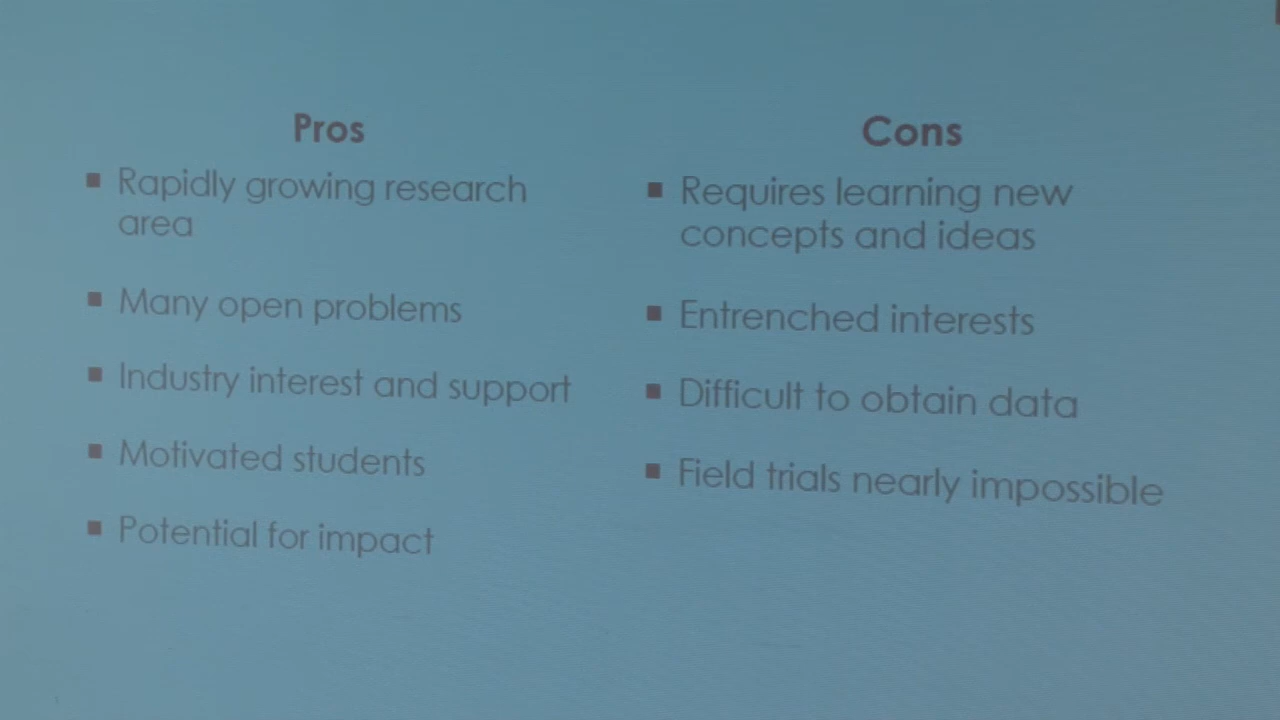 Pros
Rapidly growing research
area
Many open problems
Industry interest and support
Motivated students
Potential for impact
Cons
Requires learning new
concepts and ideas
Entrenched interests
Difficult to obtain data
Field trials nearly impossible